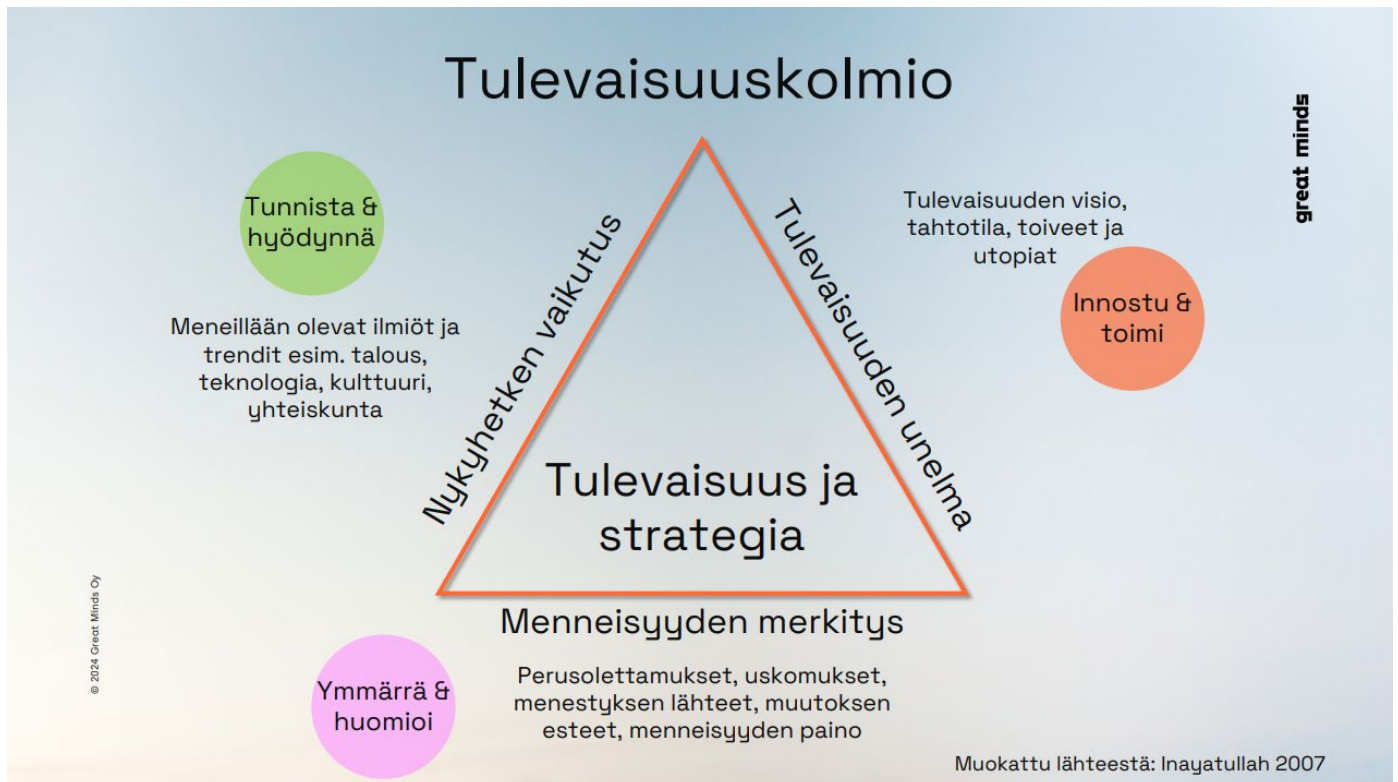 Tulevaisuuskolmio
great minds
Tunnista &
hyödynnä
Meneillään olevat ilmiöt ja
trendit esim. talous,
teknologia, kulttuuri,
yhteiskunta
Nykyhetken vaikutus
Tulevaisuuden unelma
Tulevaisuuden visio,
tahtotila, toiveet ja
utopiat
Innostu &
toimi
Tulevaisuus ja
strategia
Menneisyyden merkitys
Perusolettamukset, uskomukset,
menestyksen lähteet, muutoksen
esteet, menneisyyden paino
Ymmärrä &
huomioi
© 2024 Great Minds Oy
Muokattu lähteestä: Inayatullah 2007